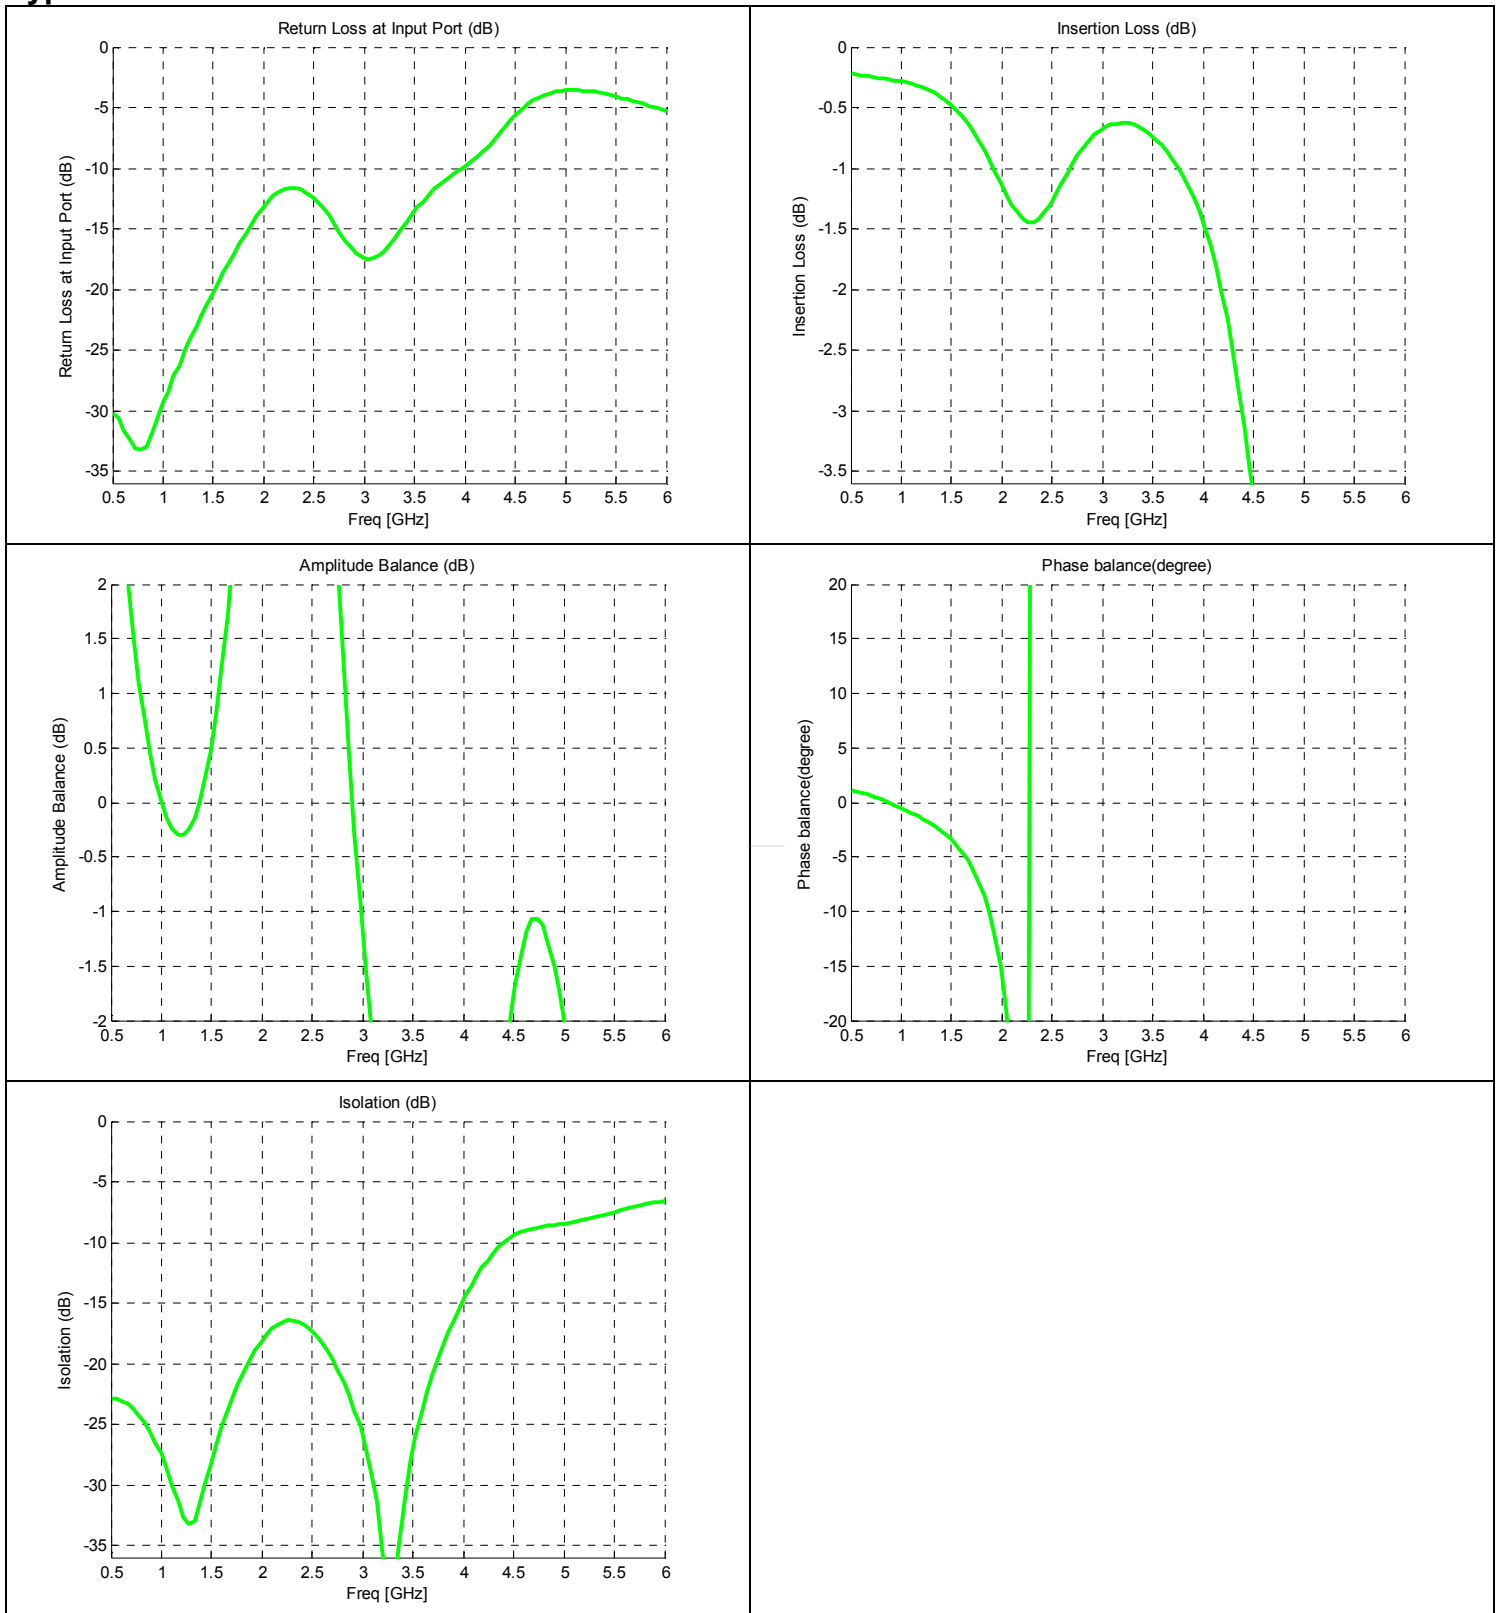 Return Loss at Input Port (dB)
0
-5
-10
-15
-20
-25
-30
-35
Return Loss at Input Port (dB)
0.5 1 1.5 2 2.5 3 3.5 4 4.5 5 5.5 6
Freq [GHz]
Insertion Loss (dB)
0
-0.5
-1
-1.5
-2
-2.5
-3
-3.5
Insertion Loss (dB)
0.5 1 1.5 2 2.5 3 3.5 4 4.5 5 5.5 6
Freq [GHz]
Amplitude Balance (dB)
2
1.5
1
0.5
0
-0.5
-1
-1.5
-2
Amplitude Balance (dB)
0.5 1 1.5 2 2.5 3 3.5 4 4.5 5 5.5 6
Freq [GHz]
Phase balance(degree)
20
15
10
5
0
-5
-10
-15
-20
Phase balance(degree)
0.5 1 1.5 2 2.5 3 3.5 4 4.5 5 5.5 6
Freq [GHz]
Isolation (dB)
0
-5
-10
-15
-20
-25
-30
-35
Isolation (dB)
0.5 1 1.5 2 2.5 3 3.5 4 4.5 5 5.5 6
Freq [GHz]